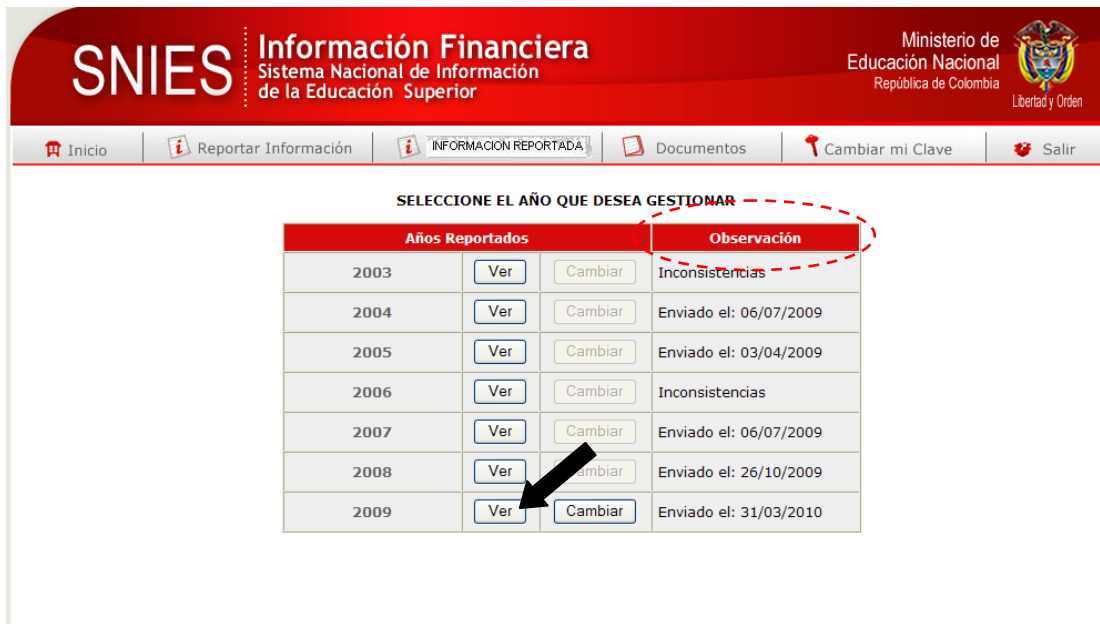 SNIES
Información Financiera
Sistema Nacional de Información
de la Educación Superior
Ministerio de
Educación Nacional
República de Colombia
Libertad y Orden
Inicio
Reportar Información
INFORMACION REPORTADA
Documentos
Cambiar mi Clave
Salir
SELECCIONE EL AÑO QUE DESEA GESTIONAR
Años Reportados Observación
2003 Ver Cambiar Inconsistencias
2004 Ver Cambiar Enviado el: 06/07/2009
2005 Ver Cambiar Enviado el: 03/04/2009
2006 Ver Cambiar Inconsistencias
2007 Ver Cambiar Enviado el: 06/07/2009
2008 Ver Cambiar Enviado el: 26/10/2009
2009 Ver Cambiar Enviado el: 31/03/2010